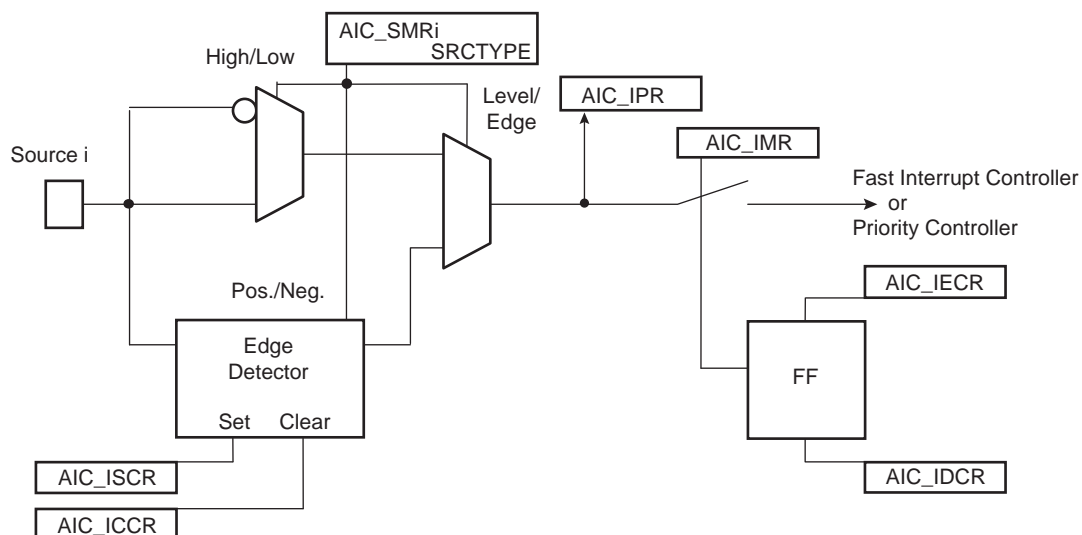 AIC_SMRi
SRCTYPE
High/Low
Level/
Edge
AIC_IPR
AIC_IMR
Source i
Fast Interrupt Controller
or
Priority Controller
Pos./Neg.
AIC_IECR
Edge
Detector
FF
Set Clear
AIC_ISCR
AIC_IDCR
AIC_ICCR